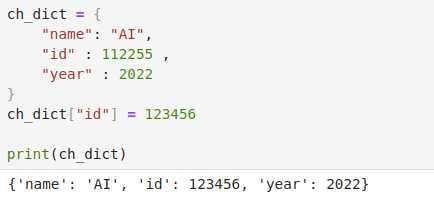 ch_dict = {
    "name": "AI",
    "id" : 112255 ,
    "year" : 2022
}
ch_dict["id"] = 123456

print(ch_dict)
{'name': 'AI', 'id': 123456, 'year': 2022}